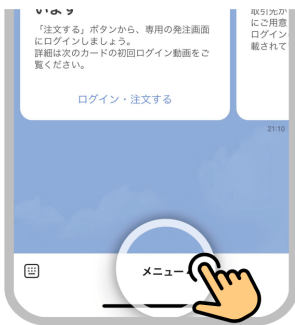 います
「注文する」ボタンから、専用の発注画面
にログインしましょう。
詳細は次のカードの初回ログイン動画をご
覧ください。
ログイン・注文する
取引先か
にご用意
ログイン
載されて
21:10
メニュー